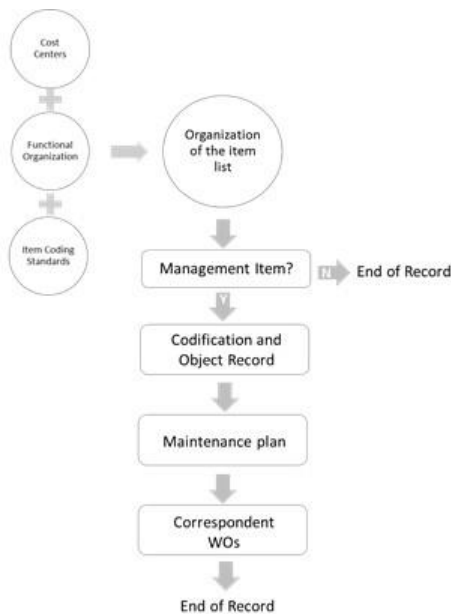 Cost
Centers
Functional
Organization
Item Coding
Standards
Organization
of the item
list
Management Item?
N
End of Record
Y
Codification and
Object Record
Maintenance plan
Correspondent
WOs
End of Record